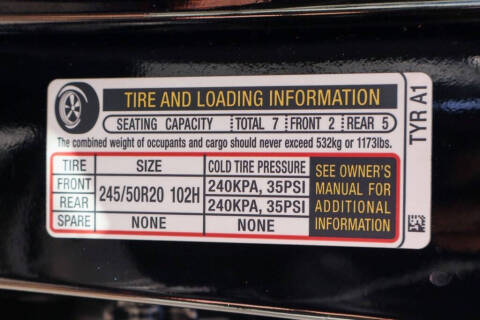 TIRE AND LOADING INFORMATION
SEATING CAPACITY TOTAL 7 FRONT 2 REAR 5
The combined weight of occupants and cargo should never exceed 532kg or 1173lbs.
TIRE SIZE COLD TIRE PRESSURE
FRONT 245/50R20 102H 240KPA, 35PSI
REAR 240KPA, 35PSI
SPARE NONE NONE
SEE OWNER'S
MANUAL FOR
ADDITIONAL
INFORMATION
TYR A1